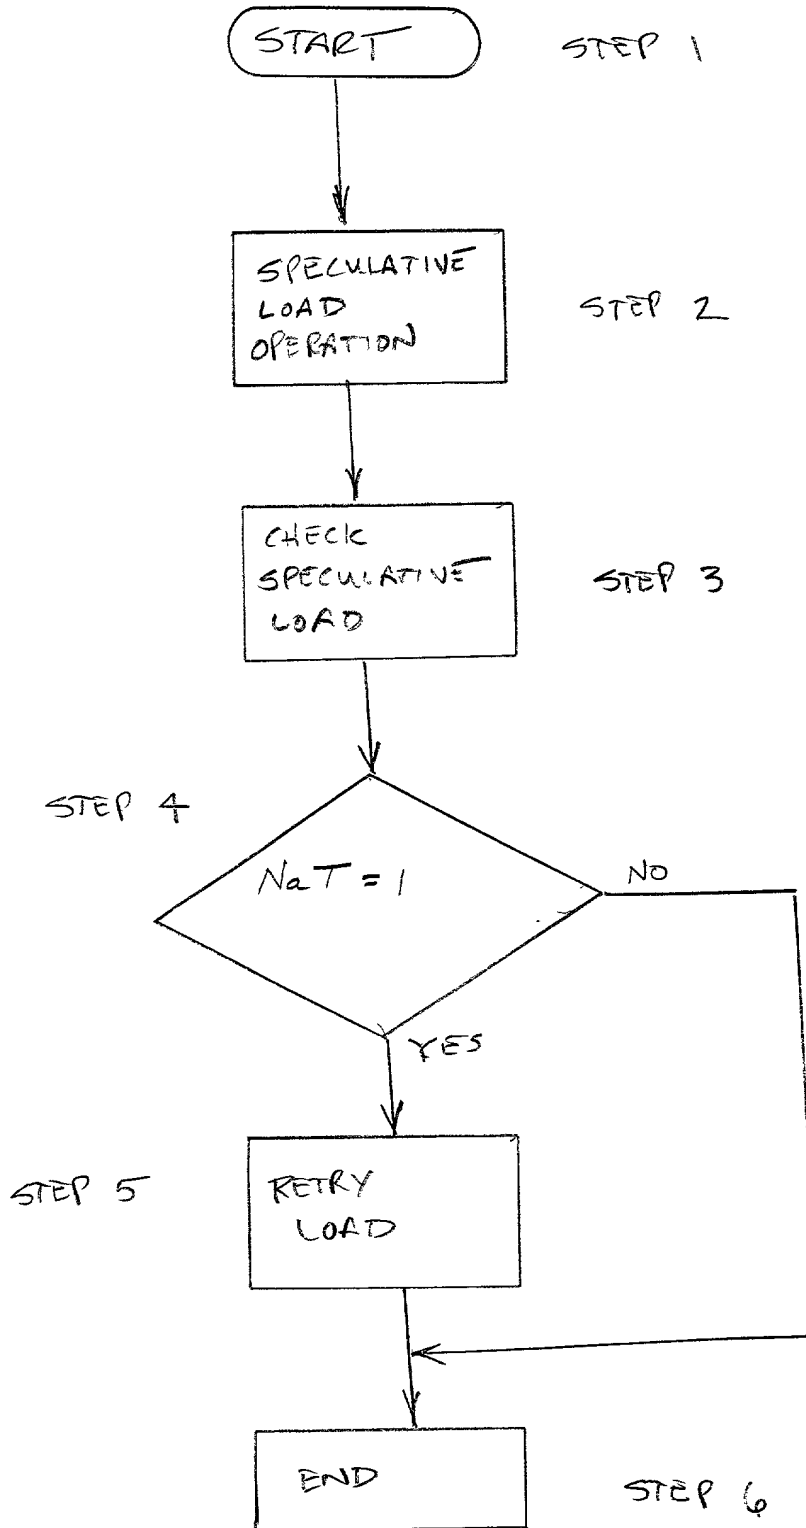 START
STEP 1
SPECULATIVE
LOAD
OPERATION
STEP 2
CHECK
SPECULATIVE
LOAD
STEP 3
STEP 4
NaT = 1
NO
YES
STEP 5
RETRY
LOAD
END
STEP 6